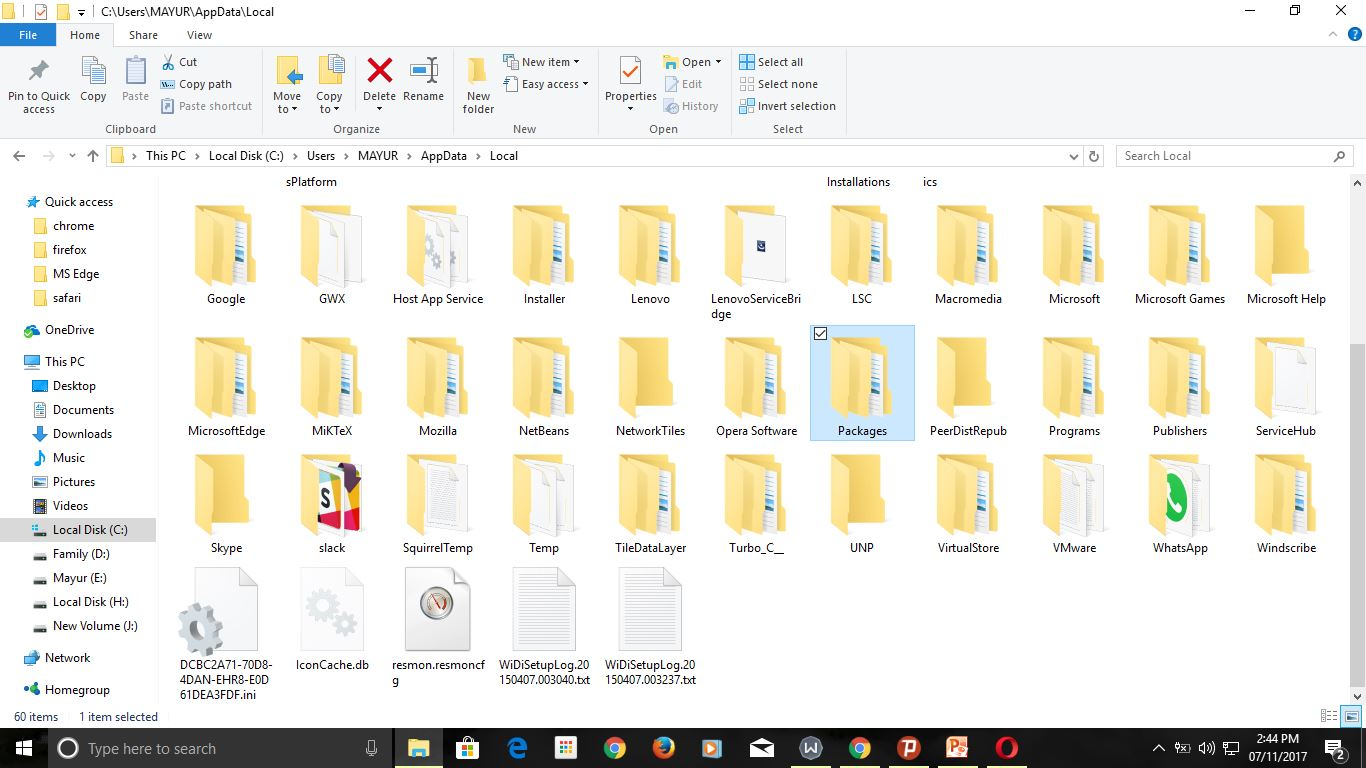 C:\Users\MAYUR\AppData\Local
File Home Share View
Pin to Quick access
Copy
Paste
Cut
Copy path
Paste shortcut
Clipboard
Move to
Copy to
Delete
Rename
Organize
New folder
New item
Easy access
New
Properties
Open
Edit
History
Open
Select all
Select none
Invert selection
Select
This PC > Local Disk (C:) > Users > MAYUR > AppData > Local
Search Local
Quick access
chrome
firefox
MS Edge
safari
OneDrive
This PC
Desktop
Documents
Downloads
Music
Pictures
Videos
Local Disk (C:)
Family (D:)
Mayur (E:)
Local Disk (H:)
New Volume (J:)
Network
Homegroup
sPlatform Installations ics
Google GWX Host App Service Installer Lenovo LenovoServiceBri LSC Macromedia Microsoft Microsoft Games Microsoft Help
dge
MicrosoftEdge MiKTeX Mozilla NetBeans NetworkTiles Opera Software Packages PeerDistRepub Programs Publishers ServiceHub
S
Skype slack SquirrelTemp Temp TileDataLayer Turbo_C__ UNP VirtualStore VMware WhatsApp Windscribe
DCBC2A71-70D8- IconCache.db resmon.resmoncf WiDiSetupLog.20 WiDiSetupLog.20
4DAN-EHR8-E0D g 150407.003040.txt 150407.003237.txt
61DEA3FDF.ini
60 items 1 item selected
Type here to search
2:44 PM
07/11/2017
2